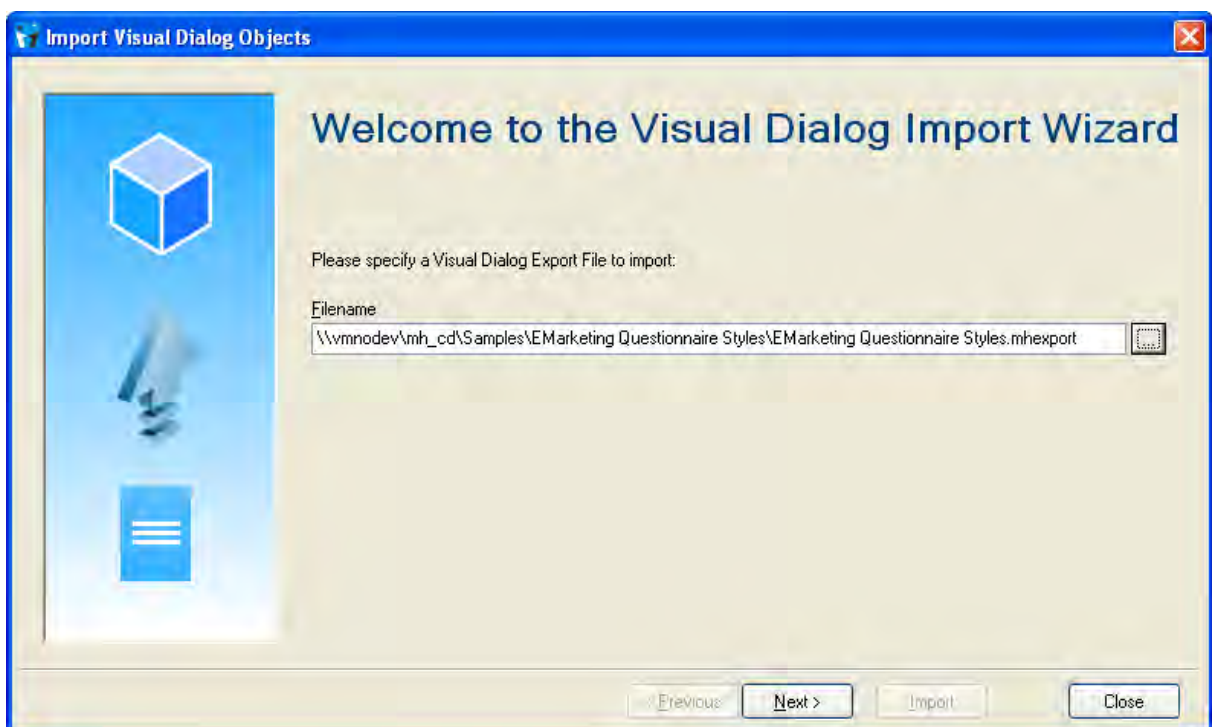 Import Visual Dialog Objects
Welcome to the Visual Dialog Import Wizard
Please specify a Visual Dialog Export File to import:
Filename
\\vmnodev\mh_cd\Samples\EMarketing Questionnaire Styles\EMarketing Questionnaire Styles.mhexport
...
< Previous Next > Import Close